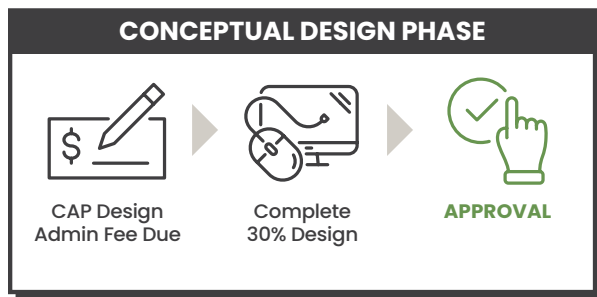 CONCEPTUAL DESIGN PHASE
$
CAP Design
Admin Fee Due
Complete
30% Design
APPROVAL